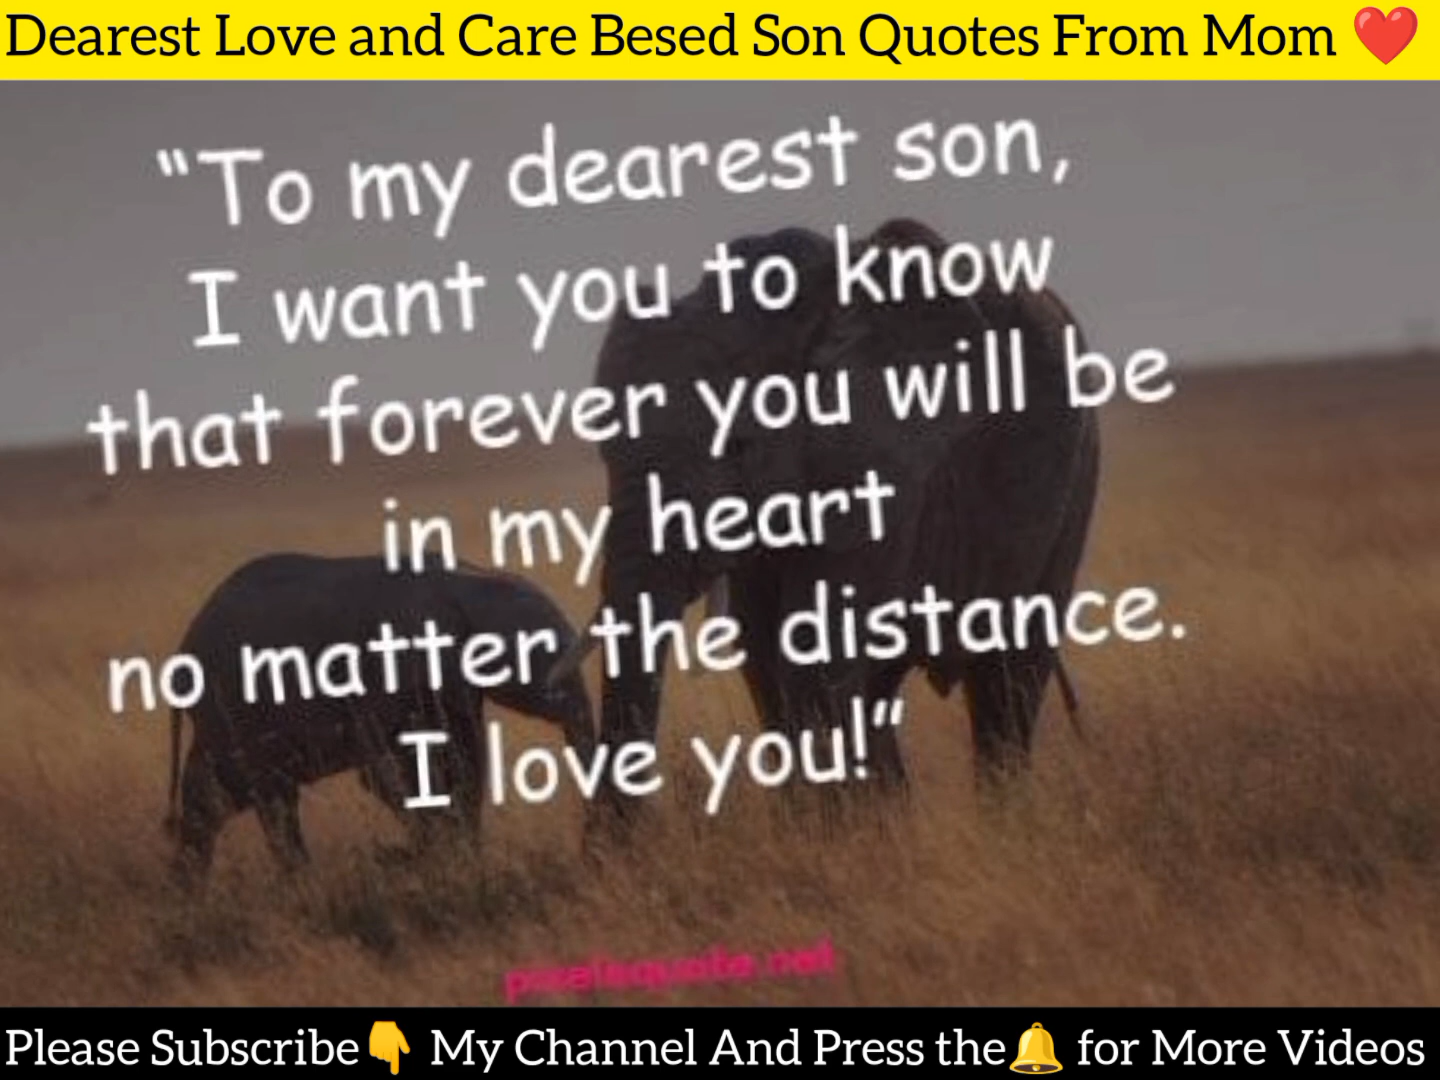 Dearest Love and Care Besed Son Quotes From Mom ❤️
"To my dearest son,
I want you to know
that forever you will be
in my heart
no matter the distance.
I love you!"
Please Subscribe👇 My Channel And Press the🔔 for More Videos